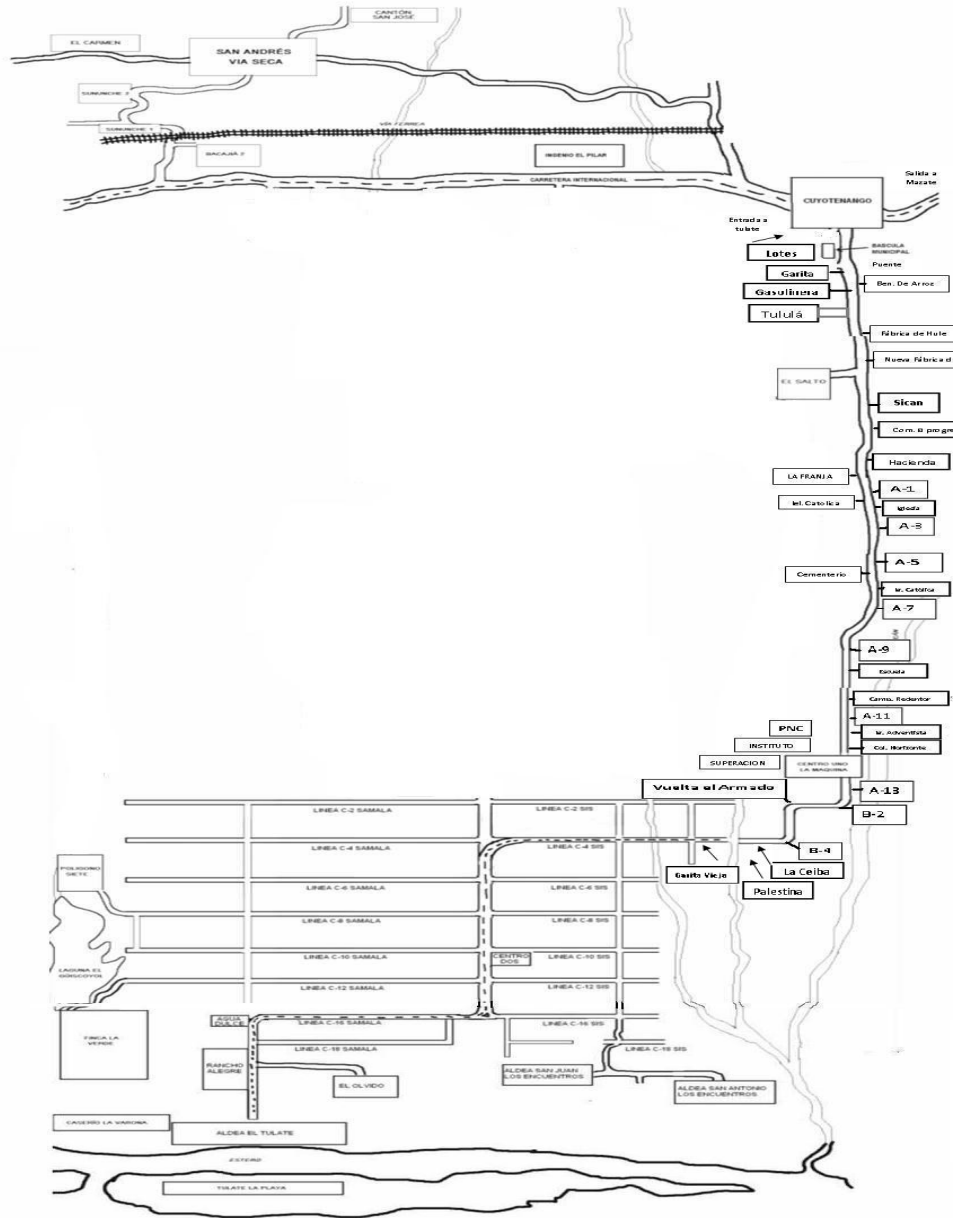 CANTÓN
SAN JOSÉ
EL CARMEN
SAN ANDRÉS
VIA SECA
SUNUNCHE 2
SUNUNCHE 1
BACAJIÁ 2
INGENIO EL PILAR
CARRETERA INTERNACIONAL
CUYOTENANGO
Salida a
Mazate
Entrada a
tulate
BASCULA
MUNICIPAL
Lotes
Puente
Garita
Ben. De Arroz
Gasolinera
Tululá
Fábrica de Hule
Nueva Fábrica d
EL SALTO
Sican
Hacienda
LA FRANJA
A-1
Iel. Catolica
Iglesia
A-3
A-5
Cementerio
Ie. Catolica
A-7
A-9
Escuela
Camo. Redentor
A-11
PNC
Ie. Adventista
INSTITUTO
Col. Horizonte
SUPERACION
CENTRO UNO
LA MAQUINA
Vuelta el Armado
A-13
B-2
LINEA C-2 SAMALA
LINEA C-2 SIS
LINEA C-4 SAMALA
LINEA C-4 SIS
B-4
Garita Vieja
La Ceiba
Palestina
POLIGONO
SIETE
LINEA C-6 SAMALA
LINEA C-6 SIS
LINEA C-8 SAMALA
LINEA C-8 SIS
LINEA C-10 SAMALA
CENTRO
DOS
LINEA C-10 SIS
LAGUNA EL
GÜISCOYOL
LINEA C-12 SAMALA
LINEA C-12 SIS
AGUA
DULCE
LINEA C-16 SAMALA
LINEA C-16 SIS
FINCA LA
VERDE
LINEA C-18 SAMALA
LINEA C-18 SIS
RANCHO
ALEGRE
EL OLVIDO
ALDEA SAN JUAN
LOS ENCUENTROS
ALDEA SAN ANTONIO
LOS ENCUENTROS
CASERÍO LA VARONA
ALDEA EL TULATE
ESTERO
TULATE LA PLAYA